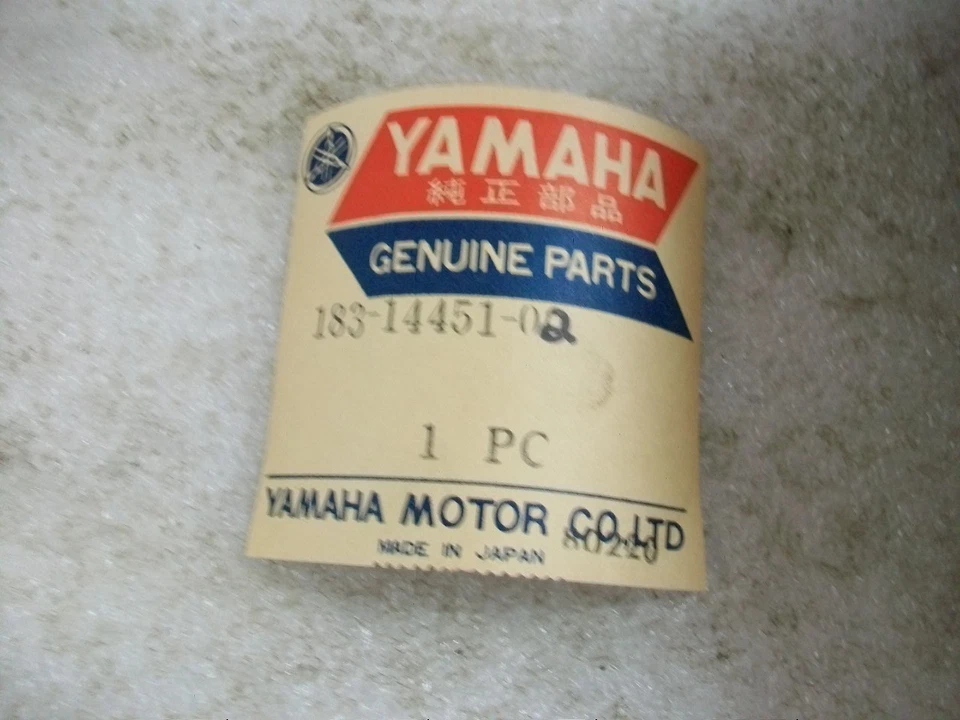 YAMAHA
純正部品
GENUINE PARTS
183-14451-02
1 PC
YAMAHA MOTOR CO.,LTD
MADE IN JAPAN